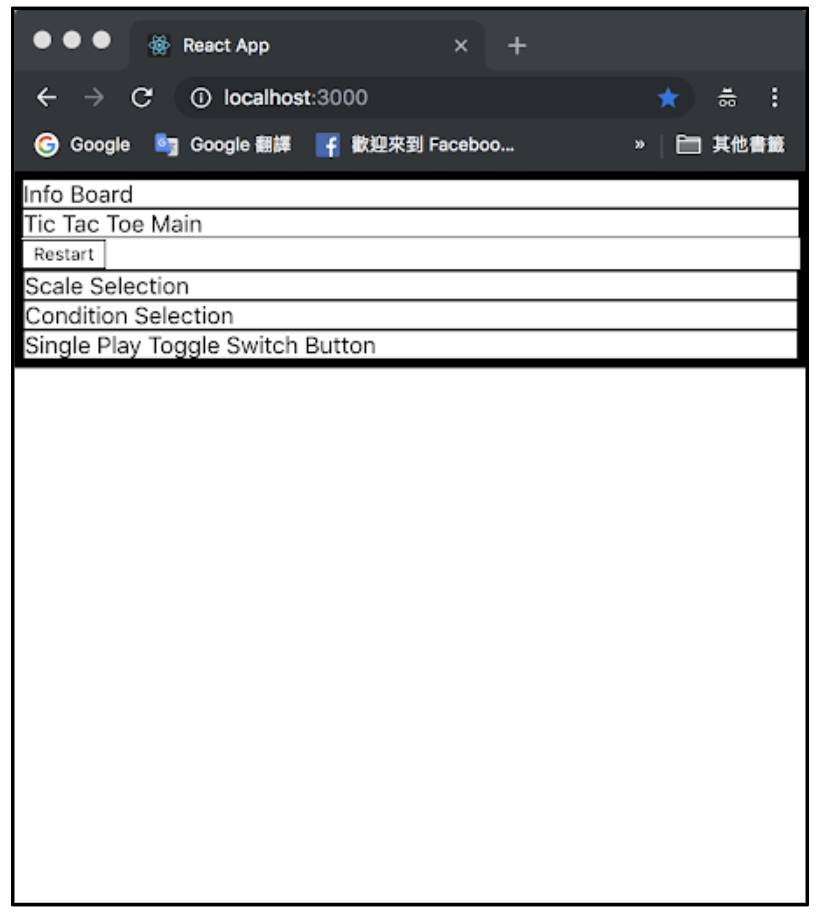 React App
localhost:3000
Google Google 翻譯 歡迎來到 Faceboo... » 其他書籤
Info Board
Tic Tac Toe Main
Restart
Scale Selection
Condition Selection
Single Play Toggle Switch Button